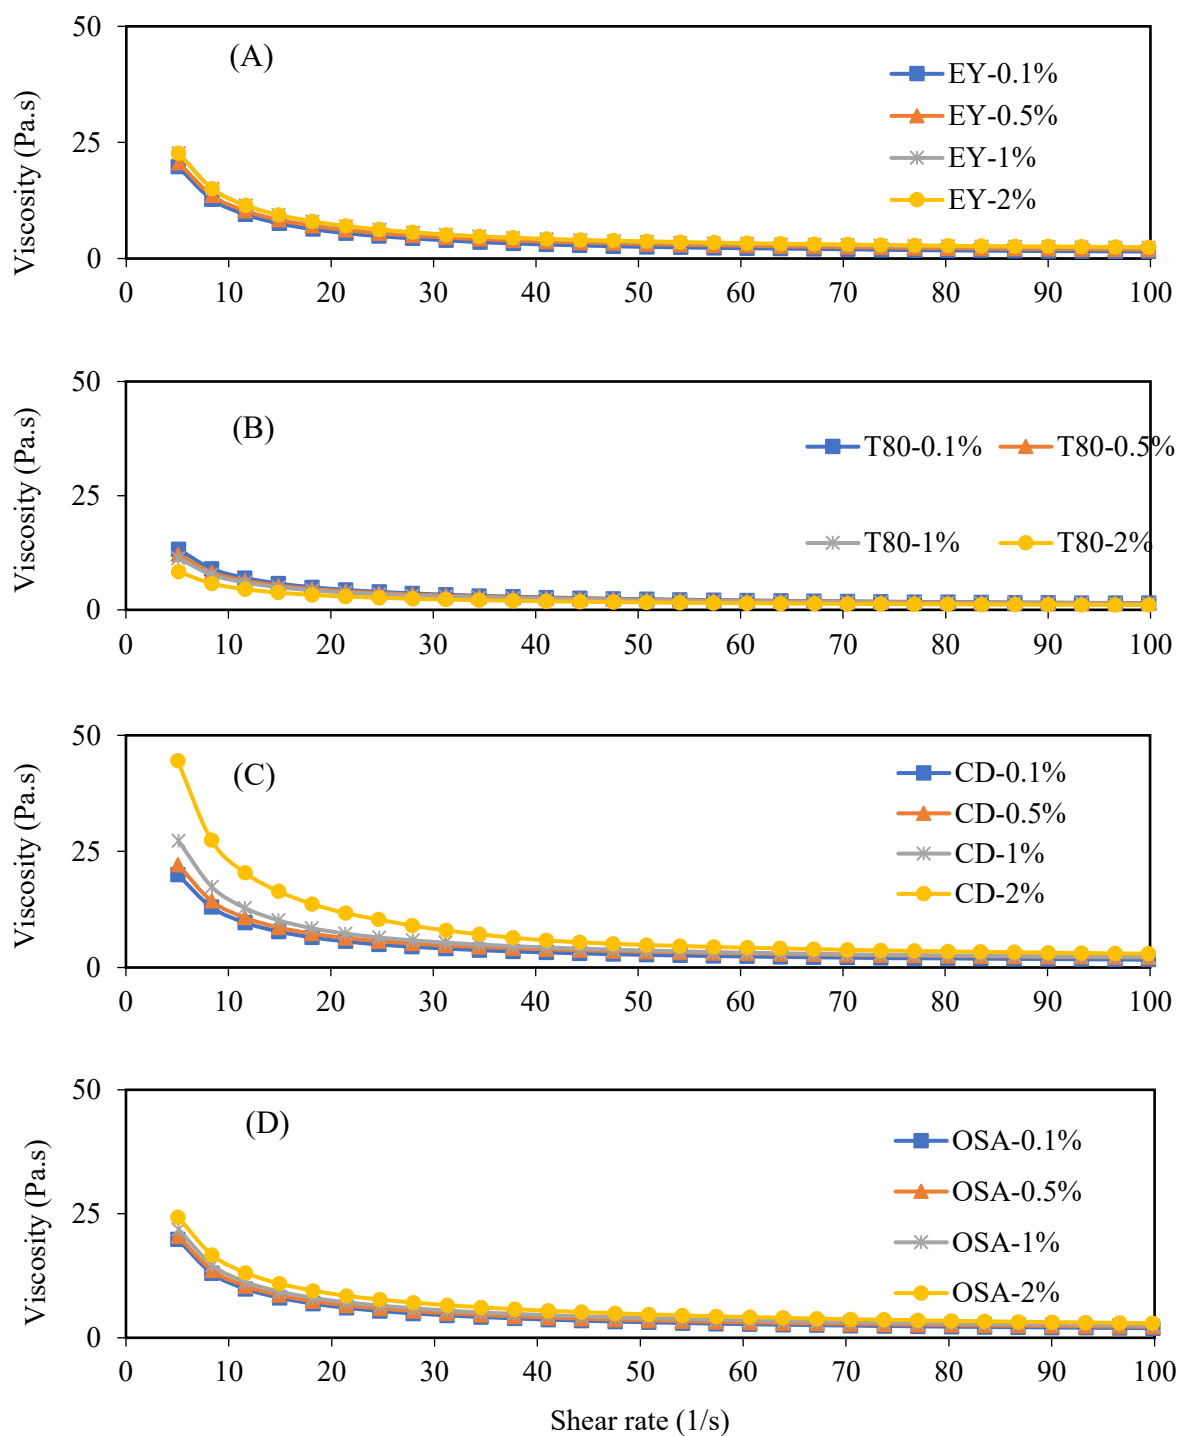 50
(A)
EY-0.1%
EY-0.5%
25
EY-1%
EY-2%
Viscosity (Pa.s)
0
0 10 20 30 40 50 60 70 80 90 100
50
(B)
T80-0.1% T80-0.5%
25
T80-1% T80-2%
Viscosity (Pa.s)
0
0 10 20 30 40 50 60 70 80 90 100
50
(C)
CD-0.1%
CD-0.5%
25
CD-1%
CD-2%
Viscosity (Pa.s)
0
0 10 20 30 40 50 60 70 80 90 100
50
(D)
OSA-0.1%
OSA-0.5%
25
OSA-1%
OSA-2%
Viscosity (Pa.s)
0
0 10 20 30 40 50 60 70 80 90 100
Shear rate (1/s)